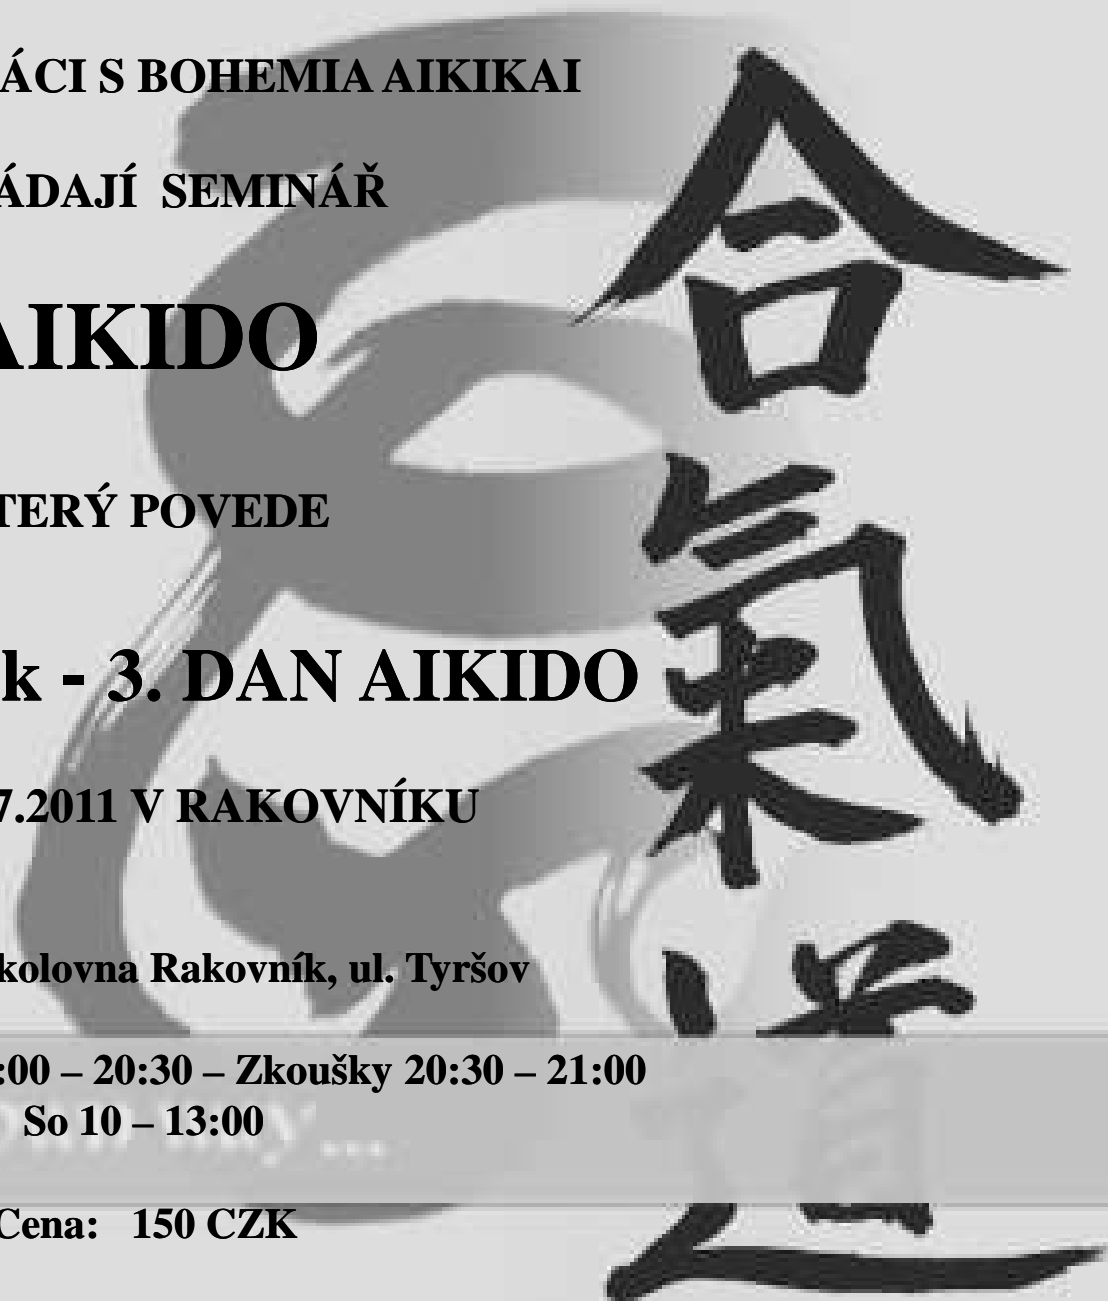 ÁCI S BOHEMIA AIKIKAI
ÁDAJÍ SEMINÁŘ
AIKIDO
TERÝ POVEDE
k - 3. DAN AIKIDO
7.2011 V RAKOVNÍKU
kolovna Rakovník, ul. Tyršov
:00 – 20:30 – Zkoušky 20:30 – 21:00
So 10 – 13:00
Cena: 150 CZK
合
氣
道